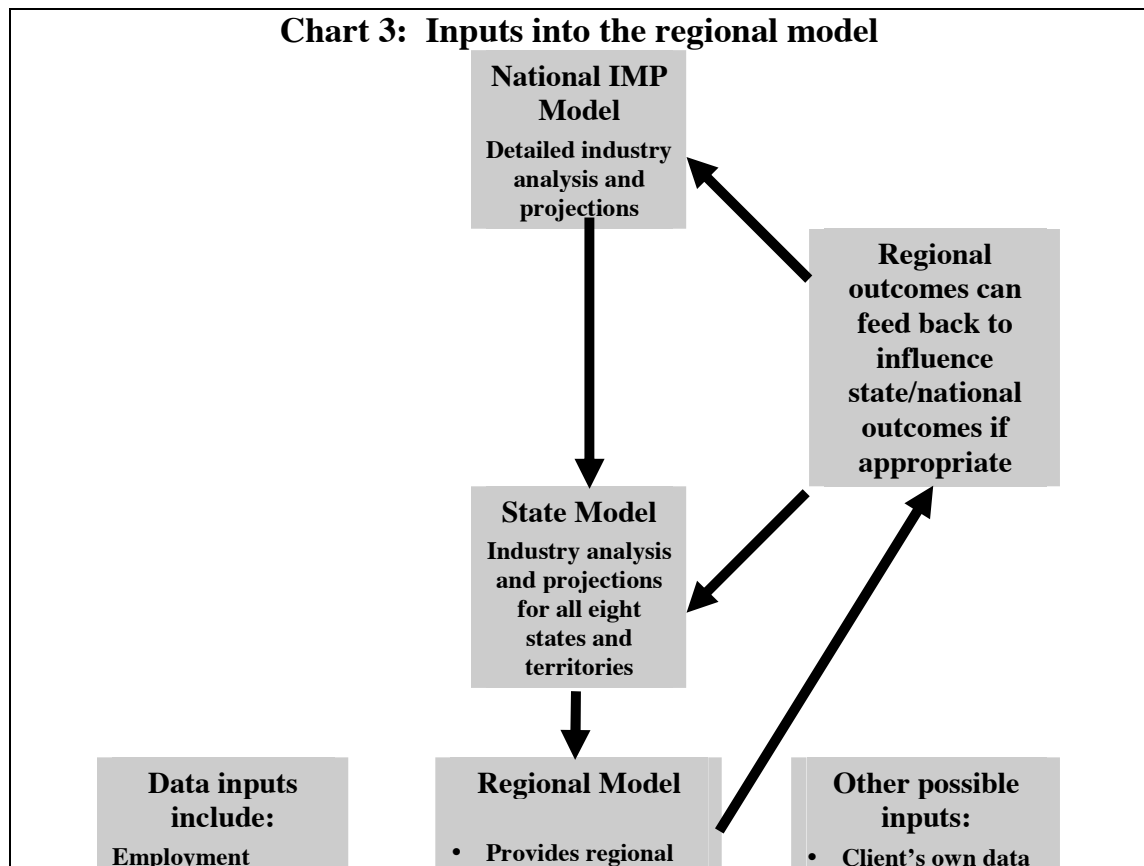 Chart 3: Inputs into the regional model
National IMP
Model
Detailed industry
analysis and
projections
Regional
outcomes can
feed back to
influence
state/national
outcomes if
appropriate
State Model
Industry analysis
and projections
for all eight
states and
territories
Data inputs
include:
Employment
Regional Model
• Provides regional
Other possible
inputs:
• Client's own data